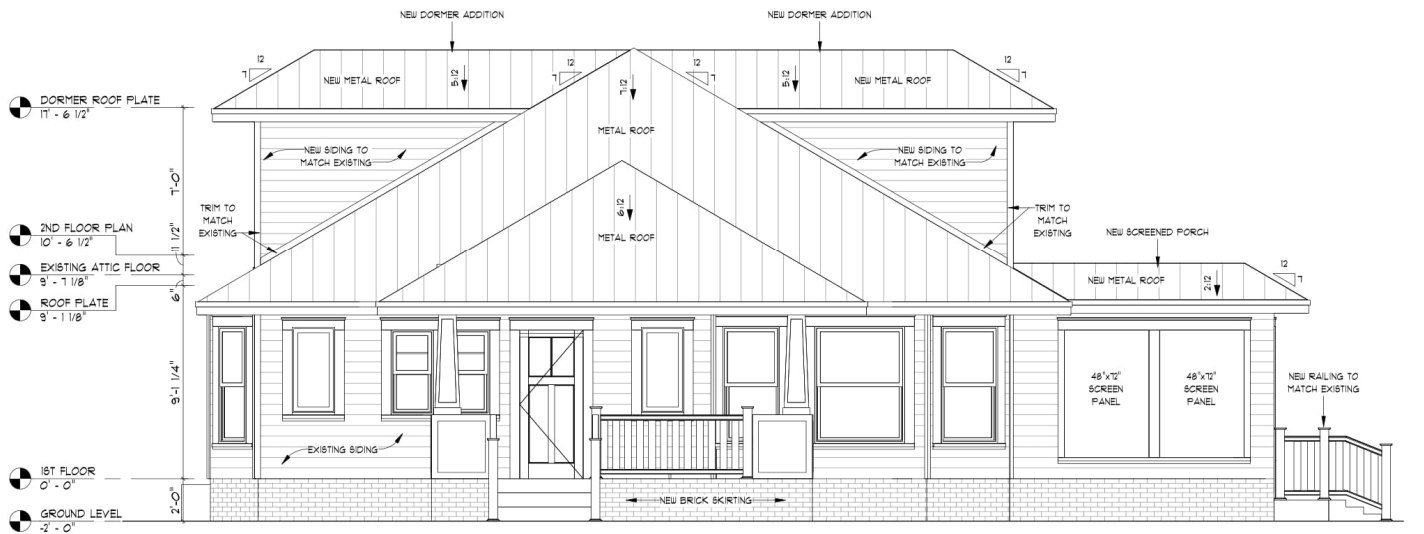 NEW DORMER ADDITION
NEW DORMER ADDITION
12
7
12
7
12
7
12
7
NEW METAL ROOF
5:12
7:12
5:12
NEW METAL ROOF
DORMER ROOF PLATE
17' - 6 1/2"
METAL ROOF
NEW SIDING TO
MATCH EXISTING
NEW SIDING TO
MATCH EXISTING
7'-0"
TRIM TO
MATCH
EXISTING
6:12
METAL ROOF
TRIM TO
MATCH
EXISTING
2ND FLOOR PLAN
10' - 6 1/2"
11 1/2"
NEW SCREENED PORCH
EXISTING ATTIC FLOOR
9' - 7 1/8"
6"
12
7
NEW METAL ROOF
2:12
ROOF PLATE
9' - 1 1/8"
9'-1 1/4"
48"x72"
SCREEN
PANEL
48"x72"
SCREEN
PANEL
NEW RAILING TO
MATCH EXISTING
EXISTING SIDING
1ST FLOOR
0' - 0"
2'-0"
NEW BRICK SKIRTING
GROUND LEVEL
-2' - 0"